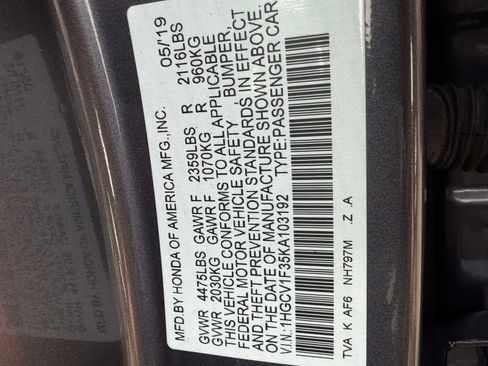 MFD.BY HONDA OF AMERICA MFG.,INC. 05/19
GVWR 4475LBS GAWR F 2359LBS R 2116LBS
GVWR 2030KG GAWR F 1070KG R 960KG
THIS VEHICLE CONFORMS TO ALL APPLICABLE
FEDERAL MOTOR VEHICLE SAFETY, BUMPER,
AND THEFT PREVENTION STANDARDS IN EFFECT
ON THE DATE OF MANUFACTURE SHOWN ABOVE.
V.I.N.:1HGCV1F35KA103192 TYPE:PASSENGER CAR
TVA K AF6 NH797M .Z .A